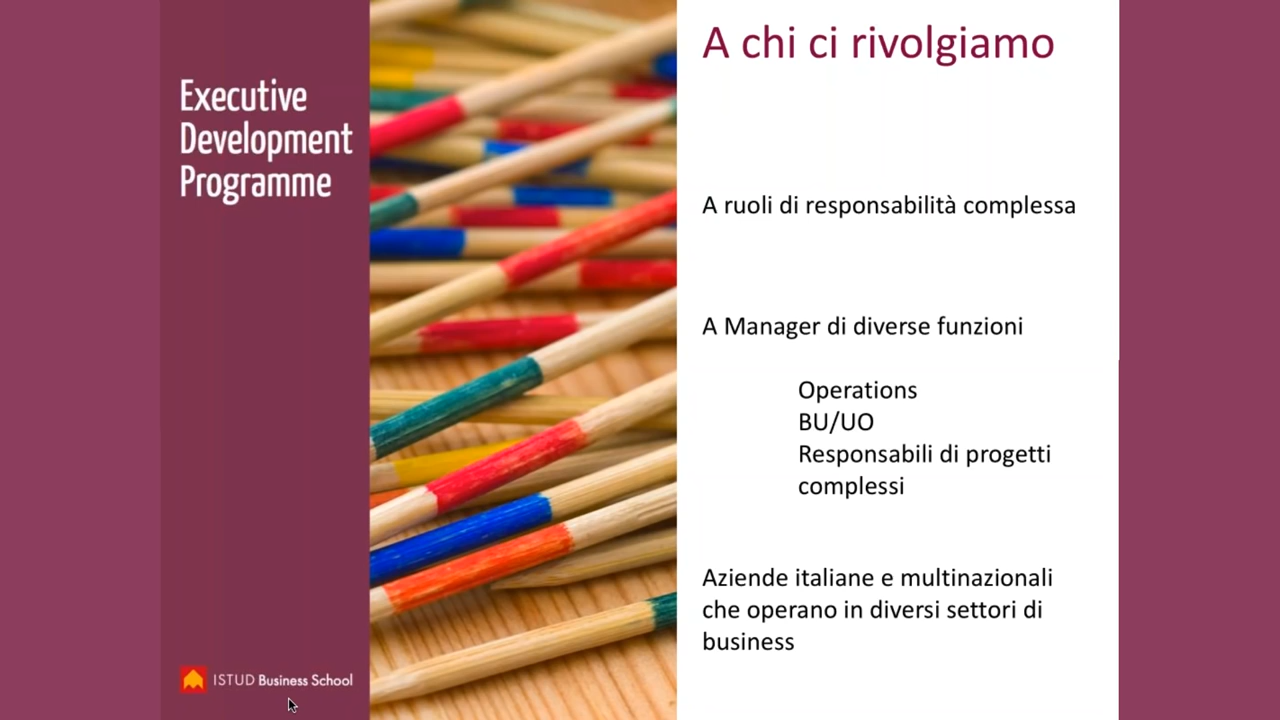 Executive
Development
Programme
ISTUD Business School
A chi ci rivolgiamo
A ruoli di responsabilità complessa
A Manager di diverse funzioni
Operations
BU/UO
Responsabili di progetti
complessi
Aziende italiane e multinazionali
che operano in diversi settori di
business